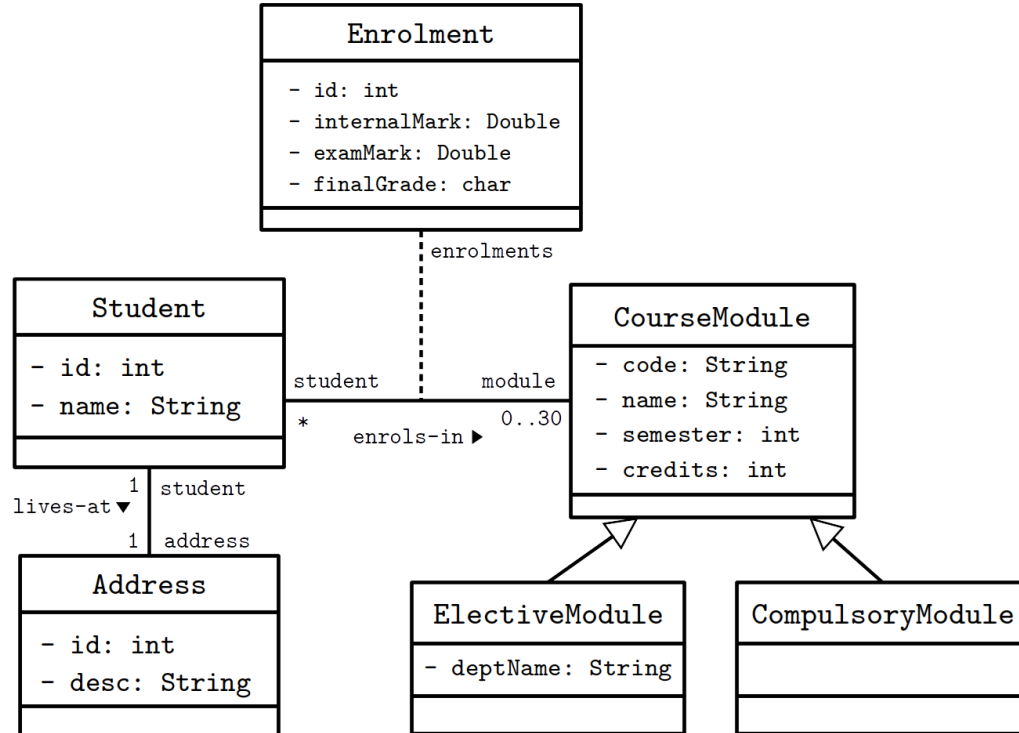 Enrolment
- id: int
- internalMark: Double
- examMark: Double
- finalGrade: char
enrolments
Student
- id: int
- name: String
student
*
enrols-in ▶
module
0..30
CourseModule
- code: String
- name: String
- semester: int
- credits: int
1 student
lives-at ▼
1 address
Address
- id: int
- desc: String
ElectiveModule
- deptName: String
CompulsoryModule